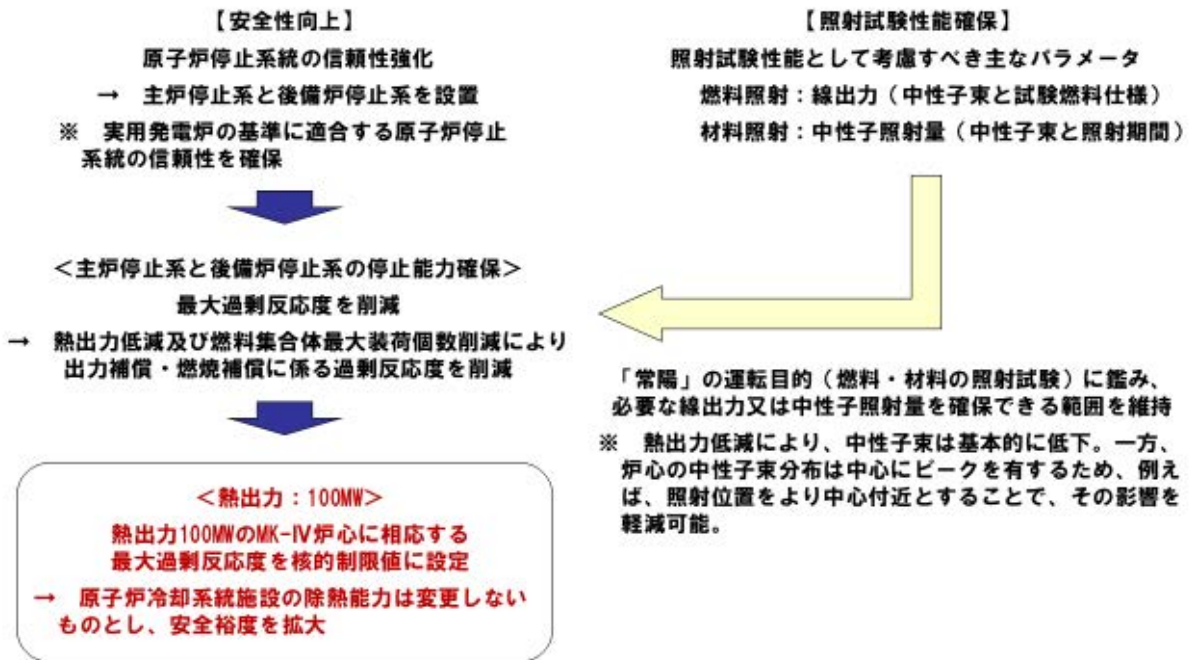 【安全性向上】
原子炉停止系統の信頼性強化
→ 主炉停止系と後備炉停止系を設置
※ 実用発電炉の基準に適合する原子炉停止
系統の信頼性を確保
<主炉停止系と後備炉停止系の停止能力確保>
最大過剰反応度を削減
→ 熱出力低減及び燃料集合体最大装荷個数削減により
出力補償・燃焼補償に係る過剰反応度を削減
<熱出力:100MW>
熱出力100MWのMK-Ⅳ炉心に相応する
最大過剰反応度を核的制限値に設定
→ 原子炉冷却系統施設の除熱能力は変更しない
ものとし、安全裕度を拡大
【照射試験性能確保】
照射試験性能として考慮すべき主なパラメータ
燃料照射:線出力(中性子束と試験燃料仕様)
材料照射:中性子照射量(中性子束と照射期間)
「常陽」の運転目的(燃料・材料の照射試験)に鑑み、
必要な線出力又は中性子照射量を確保できる範囲を維持
※ 熱出力低減により、中性子束は基本的に低下。一方、
炉心の中性子束分布は中心にピークを有するため、例え
ば、照射位置をより中心付近とすることで、その影響を
軽減可能。